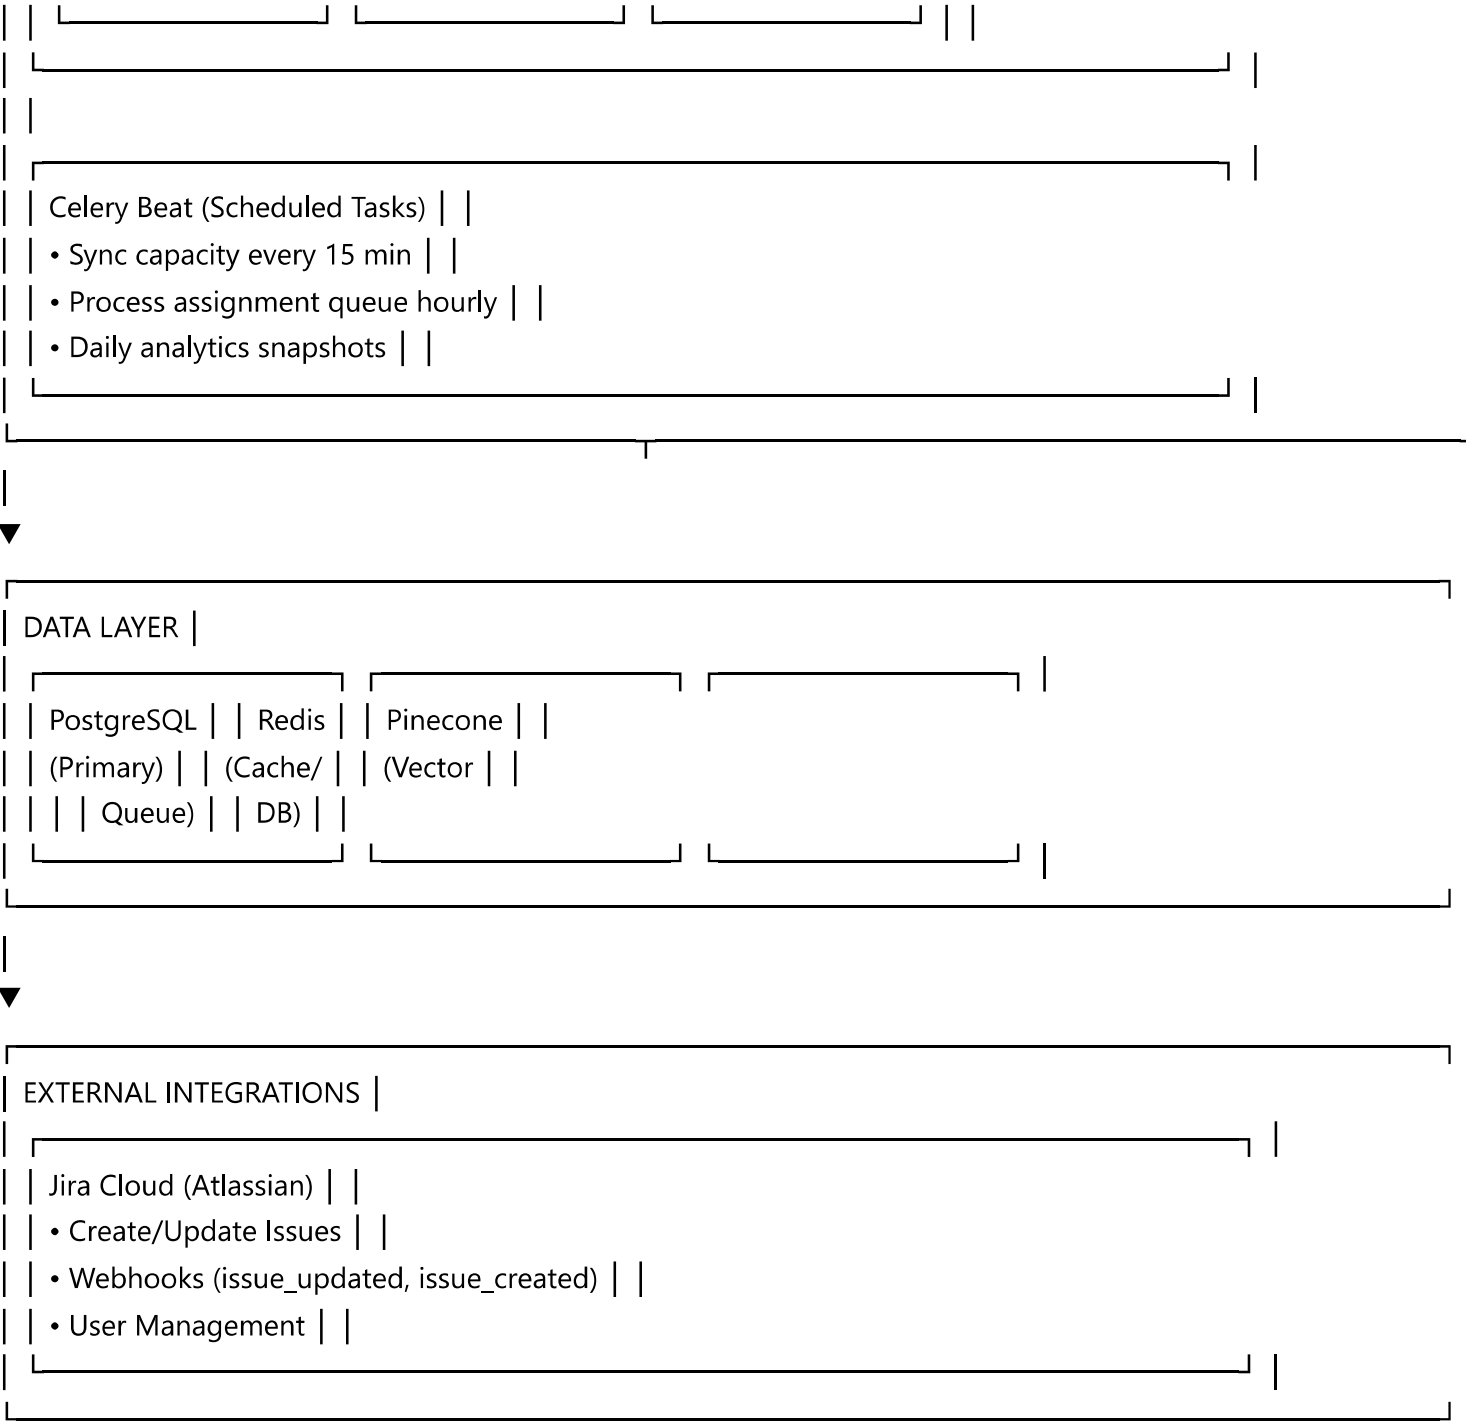 │ │ └──────────┘ └──────────┘ └──────────┘ │ │
│ └─────────────────────────────────────────────┘ │
│ │
│ ┌─────────────────────────────────────────────┐ │
│ │ Celery Beat (Scheduled Tasks) │ │
│ │ • Sync capacity every 15 min │ │
│ │ • Process assignment queue hourly │ │
│ │ • Daily analytics snapshots │ │
│ └─────────────────────────────────────────────┘ │
└────────────────────────┬───────────────────────────────
│
▼
┌───────────────────────────────────────────────────────┐
│ DATA LAYER │
│ ┌───────────┐ ┌───────────┐ ┌───────────┐ │
│ │ PostgreSQL │ │ Redis │ │ Pinecone │ │
│ │ (Primary) │ │ (Cache/ │ │ (Vector │ │
│ │ │ │ Queue) │ │ DB) │ │
│ └───────────┘ └───────────┘ └───────────┘ │
└───────────────────────────────────────────────────────┘
│
▼
┌───────────────────────────────────────────────────────┐
│ EXTERNAL INTEGRATIONS │
│ ┌──────────────────────────────────────────────┐ │
│ │ Jira Cloud (Atlassian) │ │
│ │ • Create/Update Issues │ │
│ │ • Webhooks (issue_updated, issue_created) │ │
│ │ • User Management │ │
│ └──────────────────────────────────────────────┘ │
└───────────────────────────────────────────────────────┘